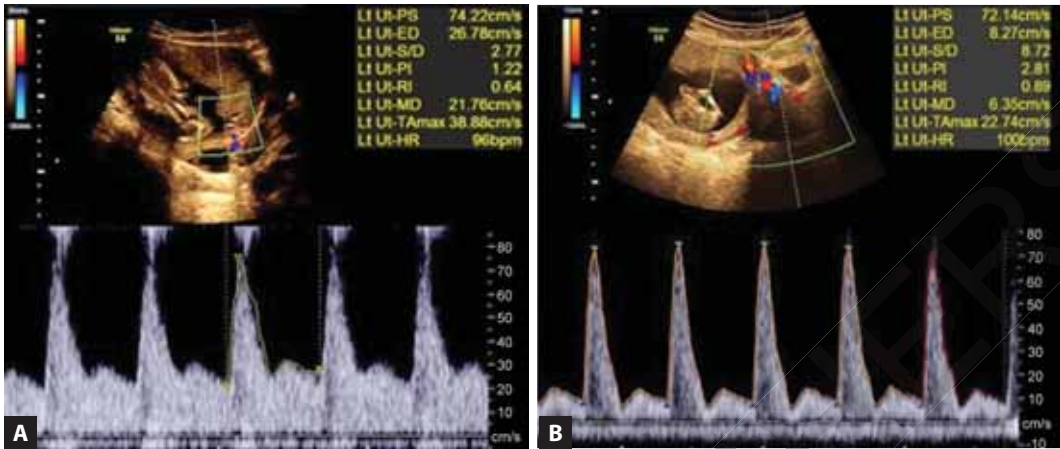 Lt Ut-PS 74.22cm/s
Lt Ut-ED 26.78cm/s
Lt Ut-S/D 2.77
Lt Ut-PI 1.22
Lt Ut-RI 0.64
Lt Ut-MD 21.76cm/s
Lt Ut-TAmax 38.88cm/s
Lt Ut-HR 96bpm
80
70
60
50
40
30
20
10
cm/s
A
Lt Ut-PS 72.14cm/s
Lt Ut-ED 8.27cm/s
Lt Ut-S/D 8.72
Lt Ut-PI 2.81
Lt Ut-RI 0.89
Lt Ut-MD 6.35cm/s
Lt Ut-TAmax 22.74cm/s
Lt Ut-HR 100bpm
80
70
60
50
40
30
20
10
cm/s
-10
B